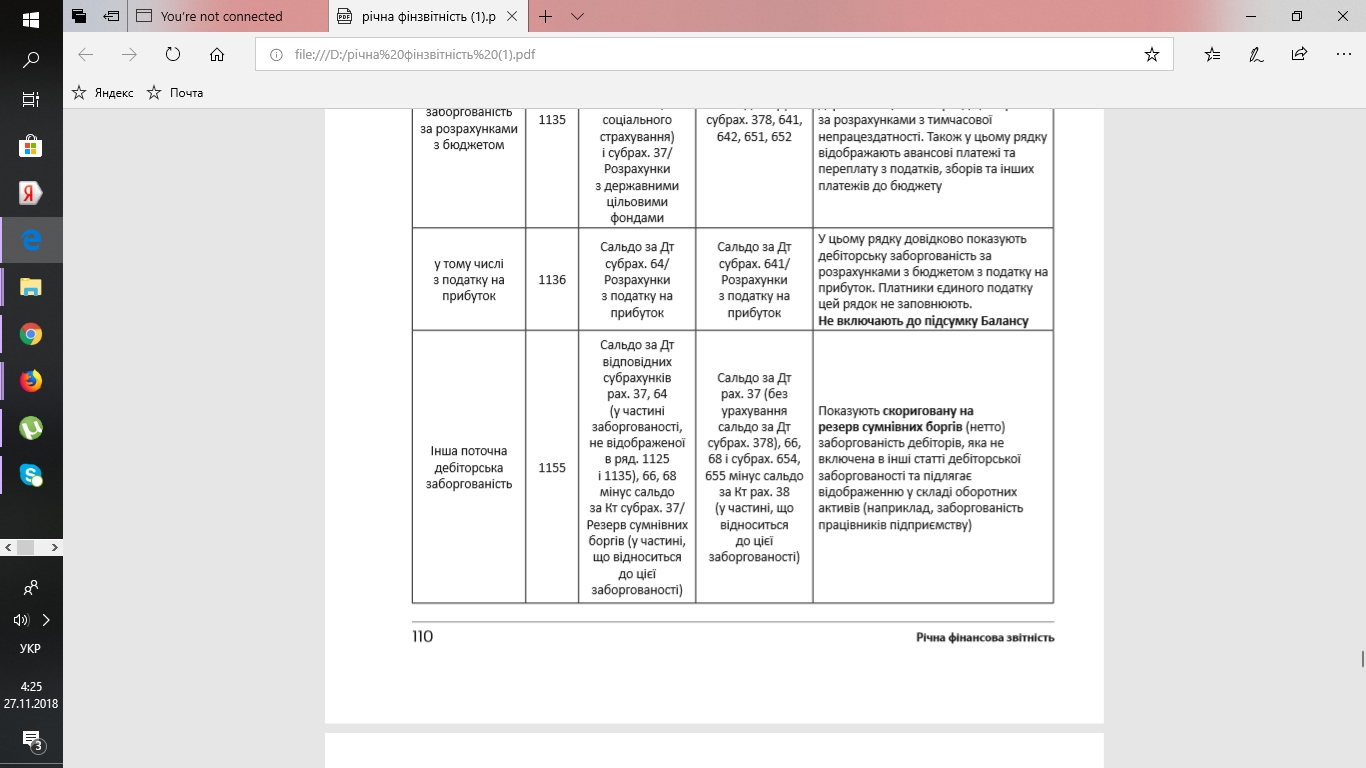 You're not connected
річна фінзвітність (1).p
file:///D:/річна%20фінзвітність%20(1).pdf
Яндекс
Почта
заборгованість
за розрахунками
з бюджетом
1135
соціального
страхування)
і субрах. 37/
Розрахунки
з державними
цільовими
фондами
субрах. 378, 641,
642, 651, 652
за розрахунками з тимчасової
непрацездатності. Також у цьому рядку
відображають авансові платежі та
переплату з податків, зборів та інших
платежів до бюджету
у тому числі
з податку на
прибуток
1136
Сальдо за Дт
субрах. 64/
Розрахунки
з податку на
прибуток
Сальдо за Дт
субрах. 641/
Розрахунки
з податку на
прибуток
У цьому рядку довідково показують
дебіторську заборгованість за
розрахунками з бюджетом з податку на
прибуток. Платники єдиного податку
цей рядок не заповнюють.
Не включають до підсумку Балансу
Інша поточна
дебіторська
заборгованість
1155
Сальдо за Дт
відповідних
субрахунків
рах. 37, 64
(у частині
заборгованості,
не відображеної
в ряд. 1125
і 1135), 66, 68
мінус сальдо
за Кт субрах. 37/
Резерв сумнівних
боргів (у частині,
що відноситься
до цієї
заборгованості)
Сальдо за Дт
рах. 37 (без
урахування
сальдо за Дт
субрах. 378), 66,
68 і субрах. 654,
655 мінус сальдо
за Кт рах. 38
(у частині, що
відноситься
до цієї
заборгованості)
Показують скориговану на
резерв сумнівних боргів (нетто)
заборгованість дебіторів, яка не
включена в інші статті дебіторської
заборгованості та підлягає
відображенню у складі оборотних
активів (наприклад, заборгованість
працівників підприємству)
110
Річна фінансова звітність
УКР
4:25
27.11.2018
3